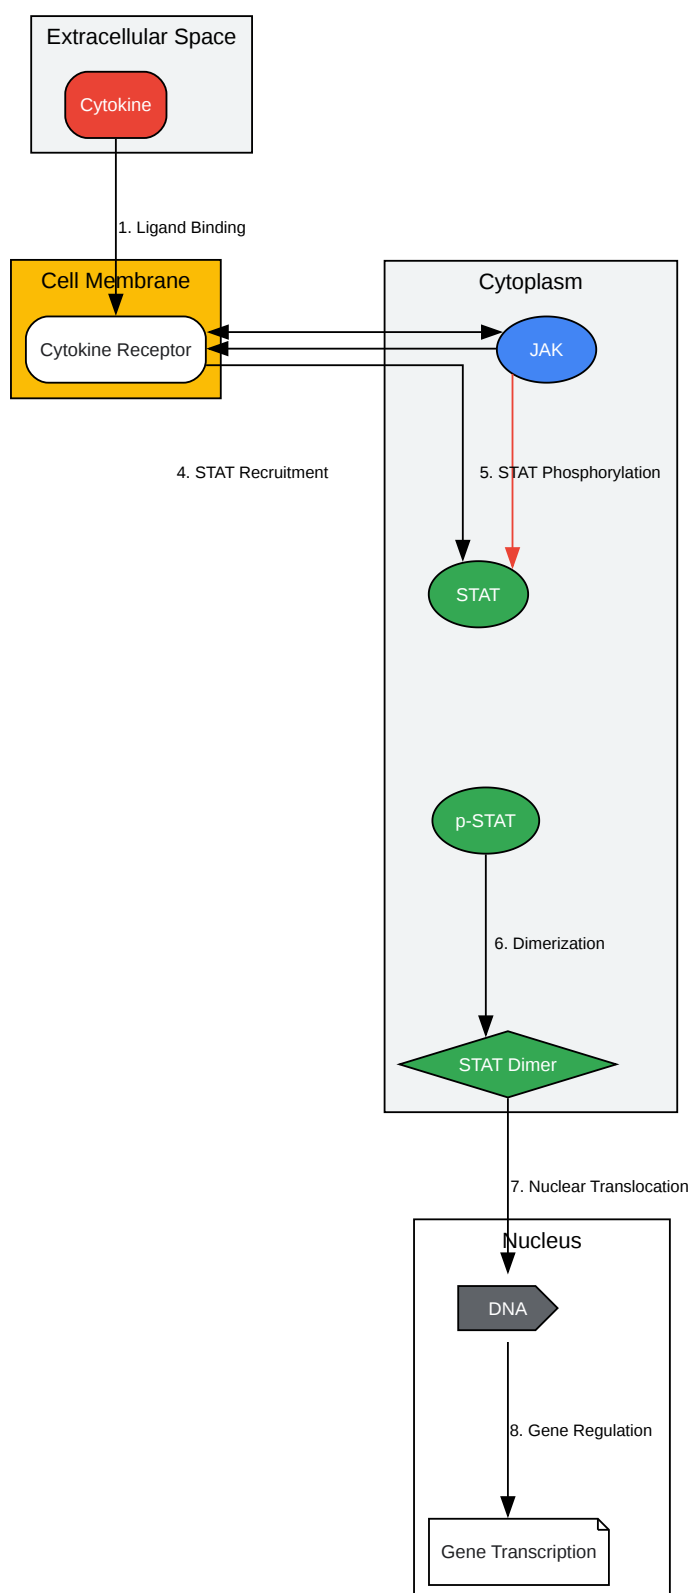 Extracellular Space
Cytokine
1. Ligand Binding
Cell Membrane
Cytokine Receptor
Cytoplasm
JAK
4. STAT Recruitment
5. STAT Phosphorylation
STAT
p-STAT
6. Dimerization
STAT Dimer
7. Nuclear Translocation
Nucleus
DNA
8. Gene Regulation
Gene Transcription